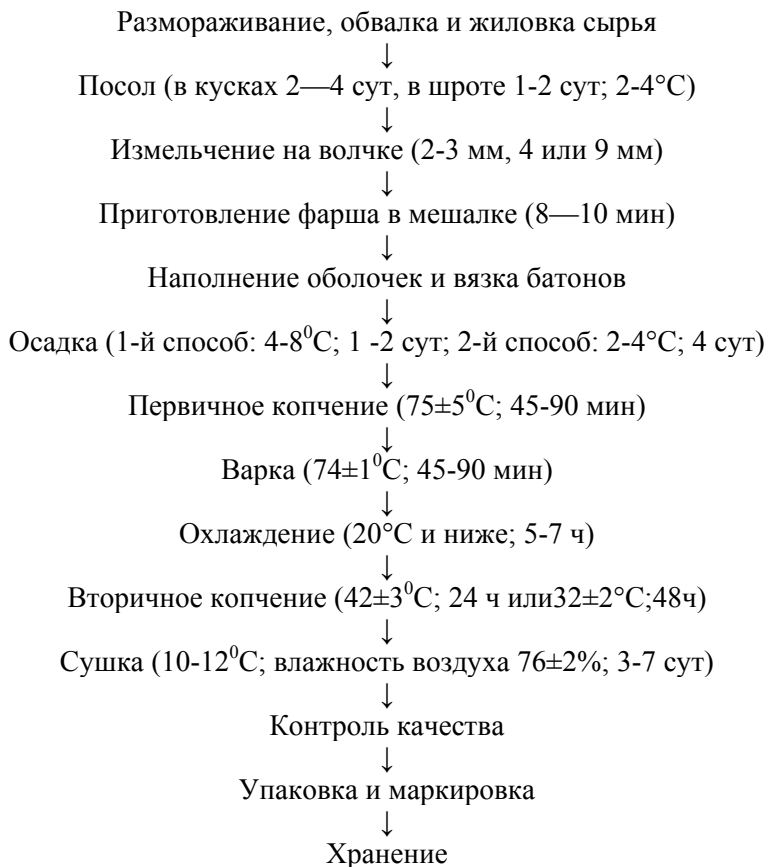 Размораживание, обвалка и жиловка сырья
↓
Посол (в кусках 2—4 сут, в шроте 1-2 сут; 2-4°С)
↓
Измельчение на волчке (2-3 мм, 4 или 9 мм)
↓
Приготовление фарша в мешалке (8—10 мин)
↓
Наполнение оболочек и вязка батонов
↓
Осадка (1-й способ: 4-8⁰С; 1 -2 сут; 2-й способ: 2-4°С; 4 сут)
↓
Первичное копчение (75±5⁰С; 45-90 мин)
↓
Варка (74±1⁰С; 45-90 мин)
↓
Охлаждение (20°С и ниже; 5-7 ч)
↓
Вторичное копчение (42±3⁰С; 24 ч или32±2°С;48ч)
↓
Сушка (10-12⁰С; влажность воздуха 76±2%; 3-7 сут)
↓
Контроль качества
↓
Упаковка и маркировка
↓
Хранение